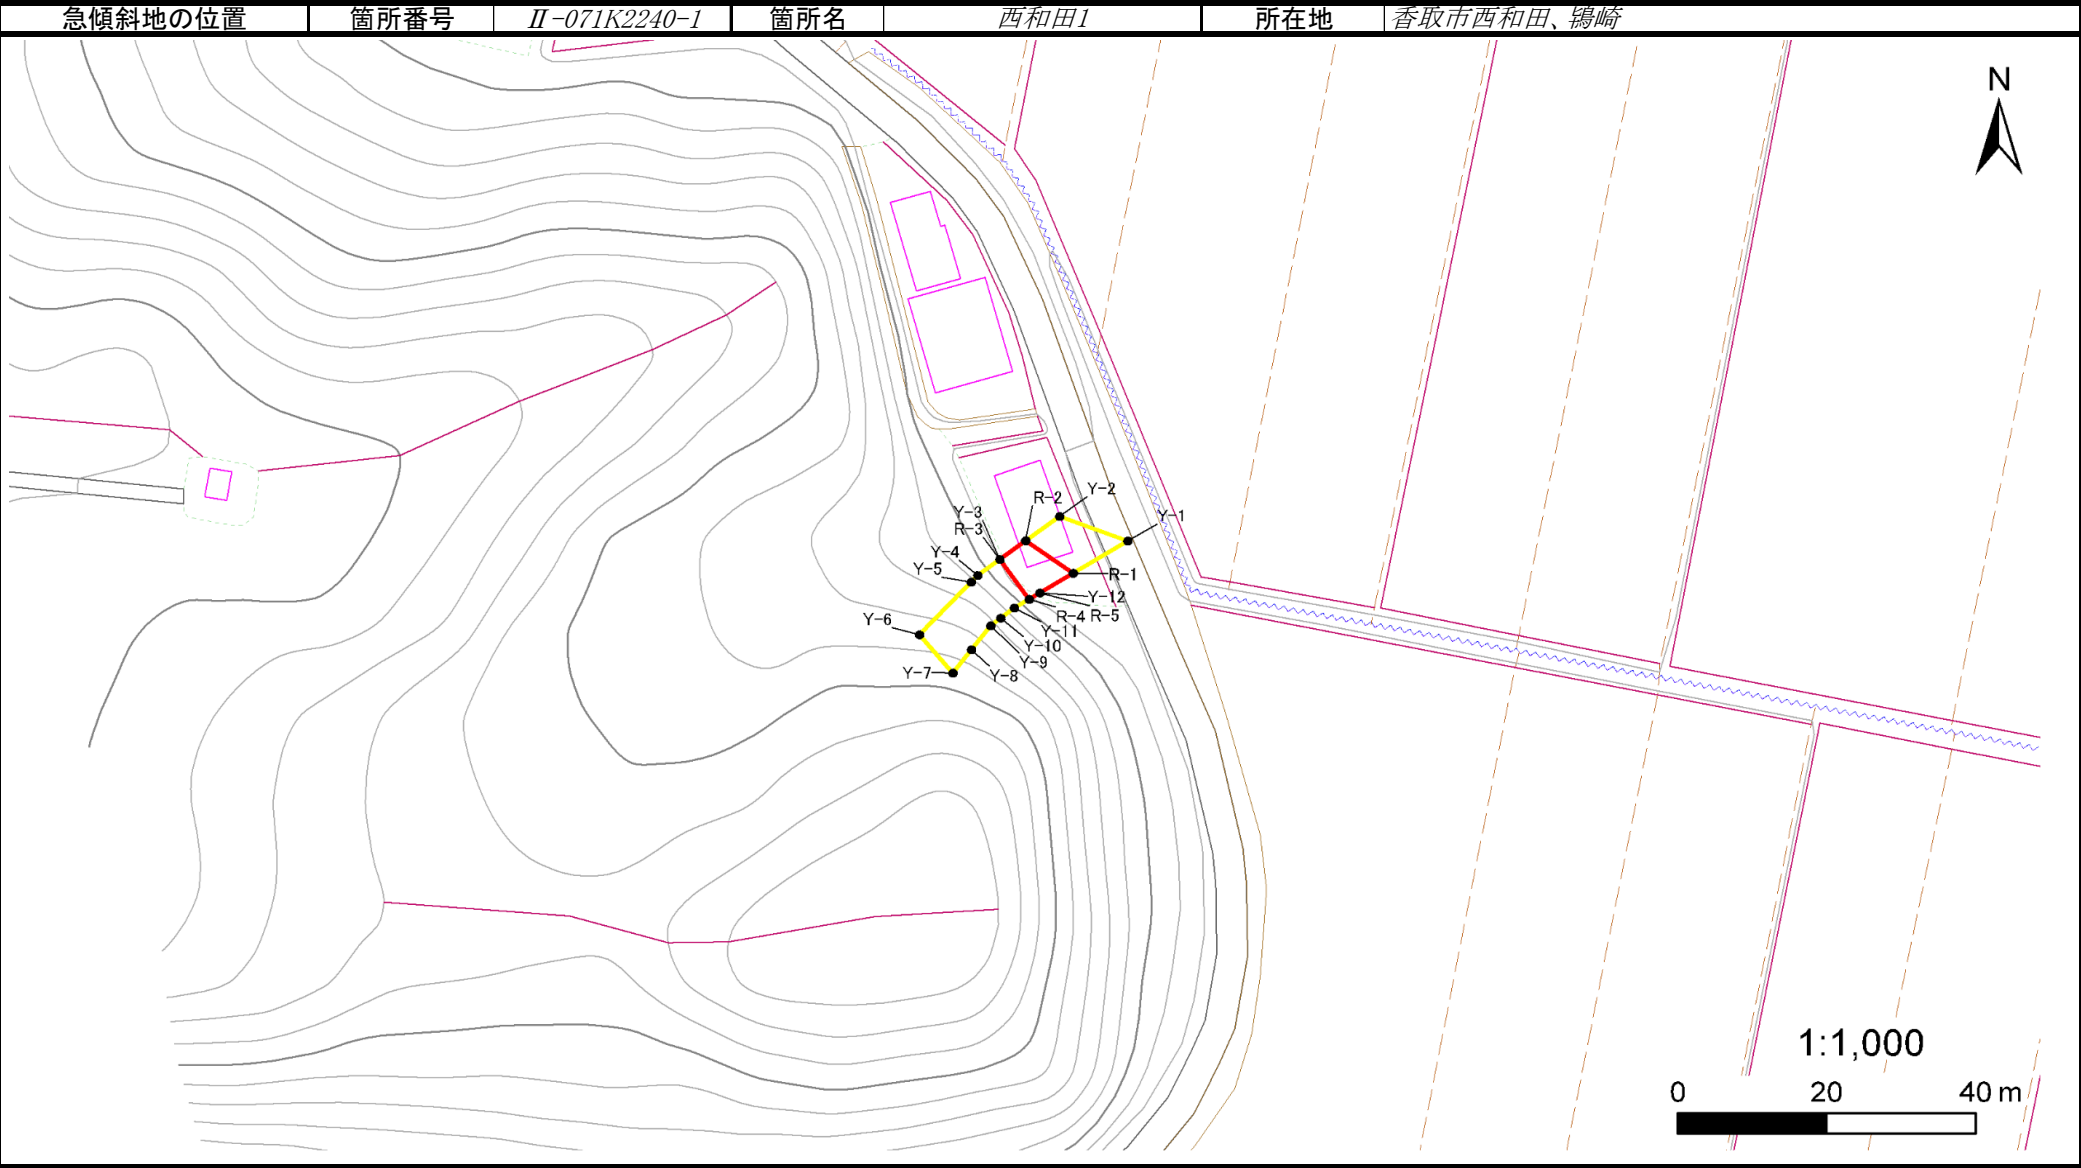 急傾斜地の位置 箇所番号 Ⅱ-071K2240-1 箇所名 西和田1 所在地 香取市西和田、鴇崎
N
Y-2
R-2
Y-1
Y-3
R-3
Y-4
Y-5
R-1
Y-12
R-4 R-5
Y-6
Y-11
Y-10
Y-9
Y-7
Y-8
1:1,000
0 20 40 m